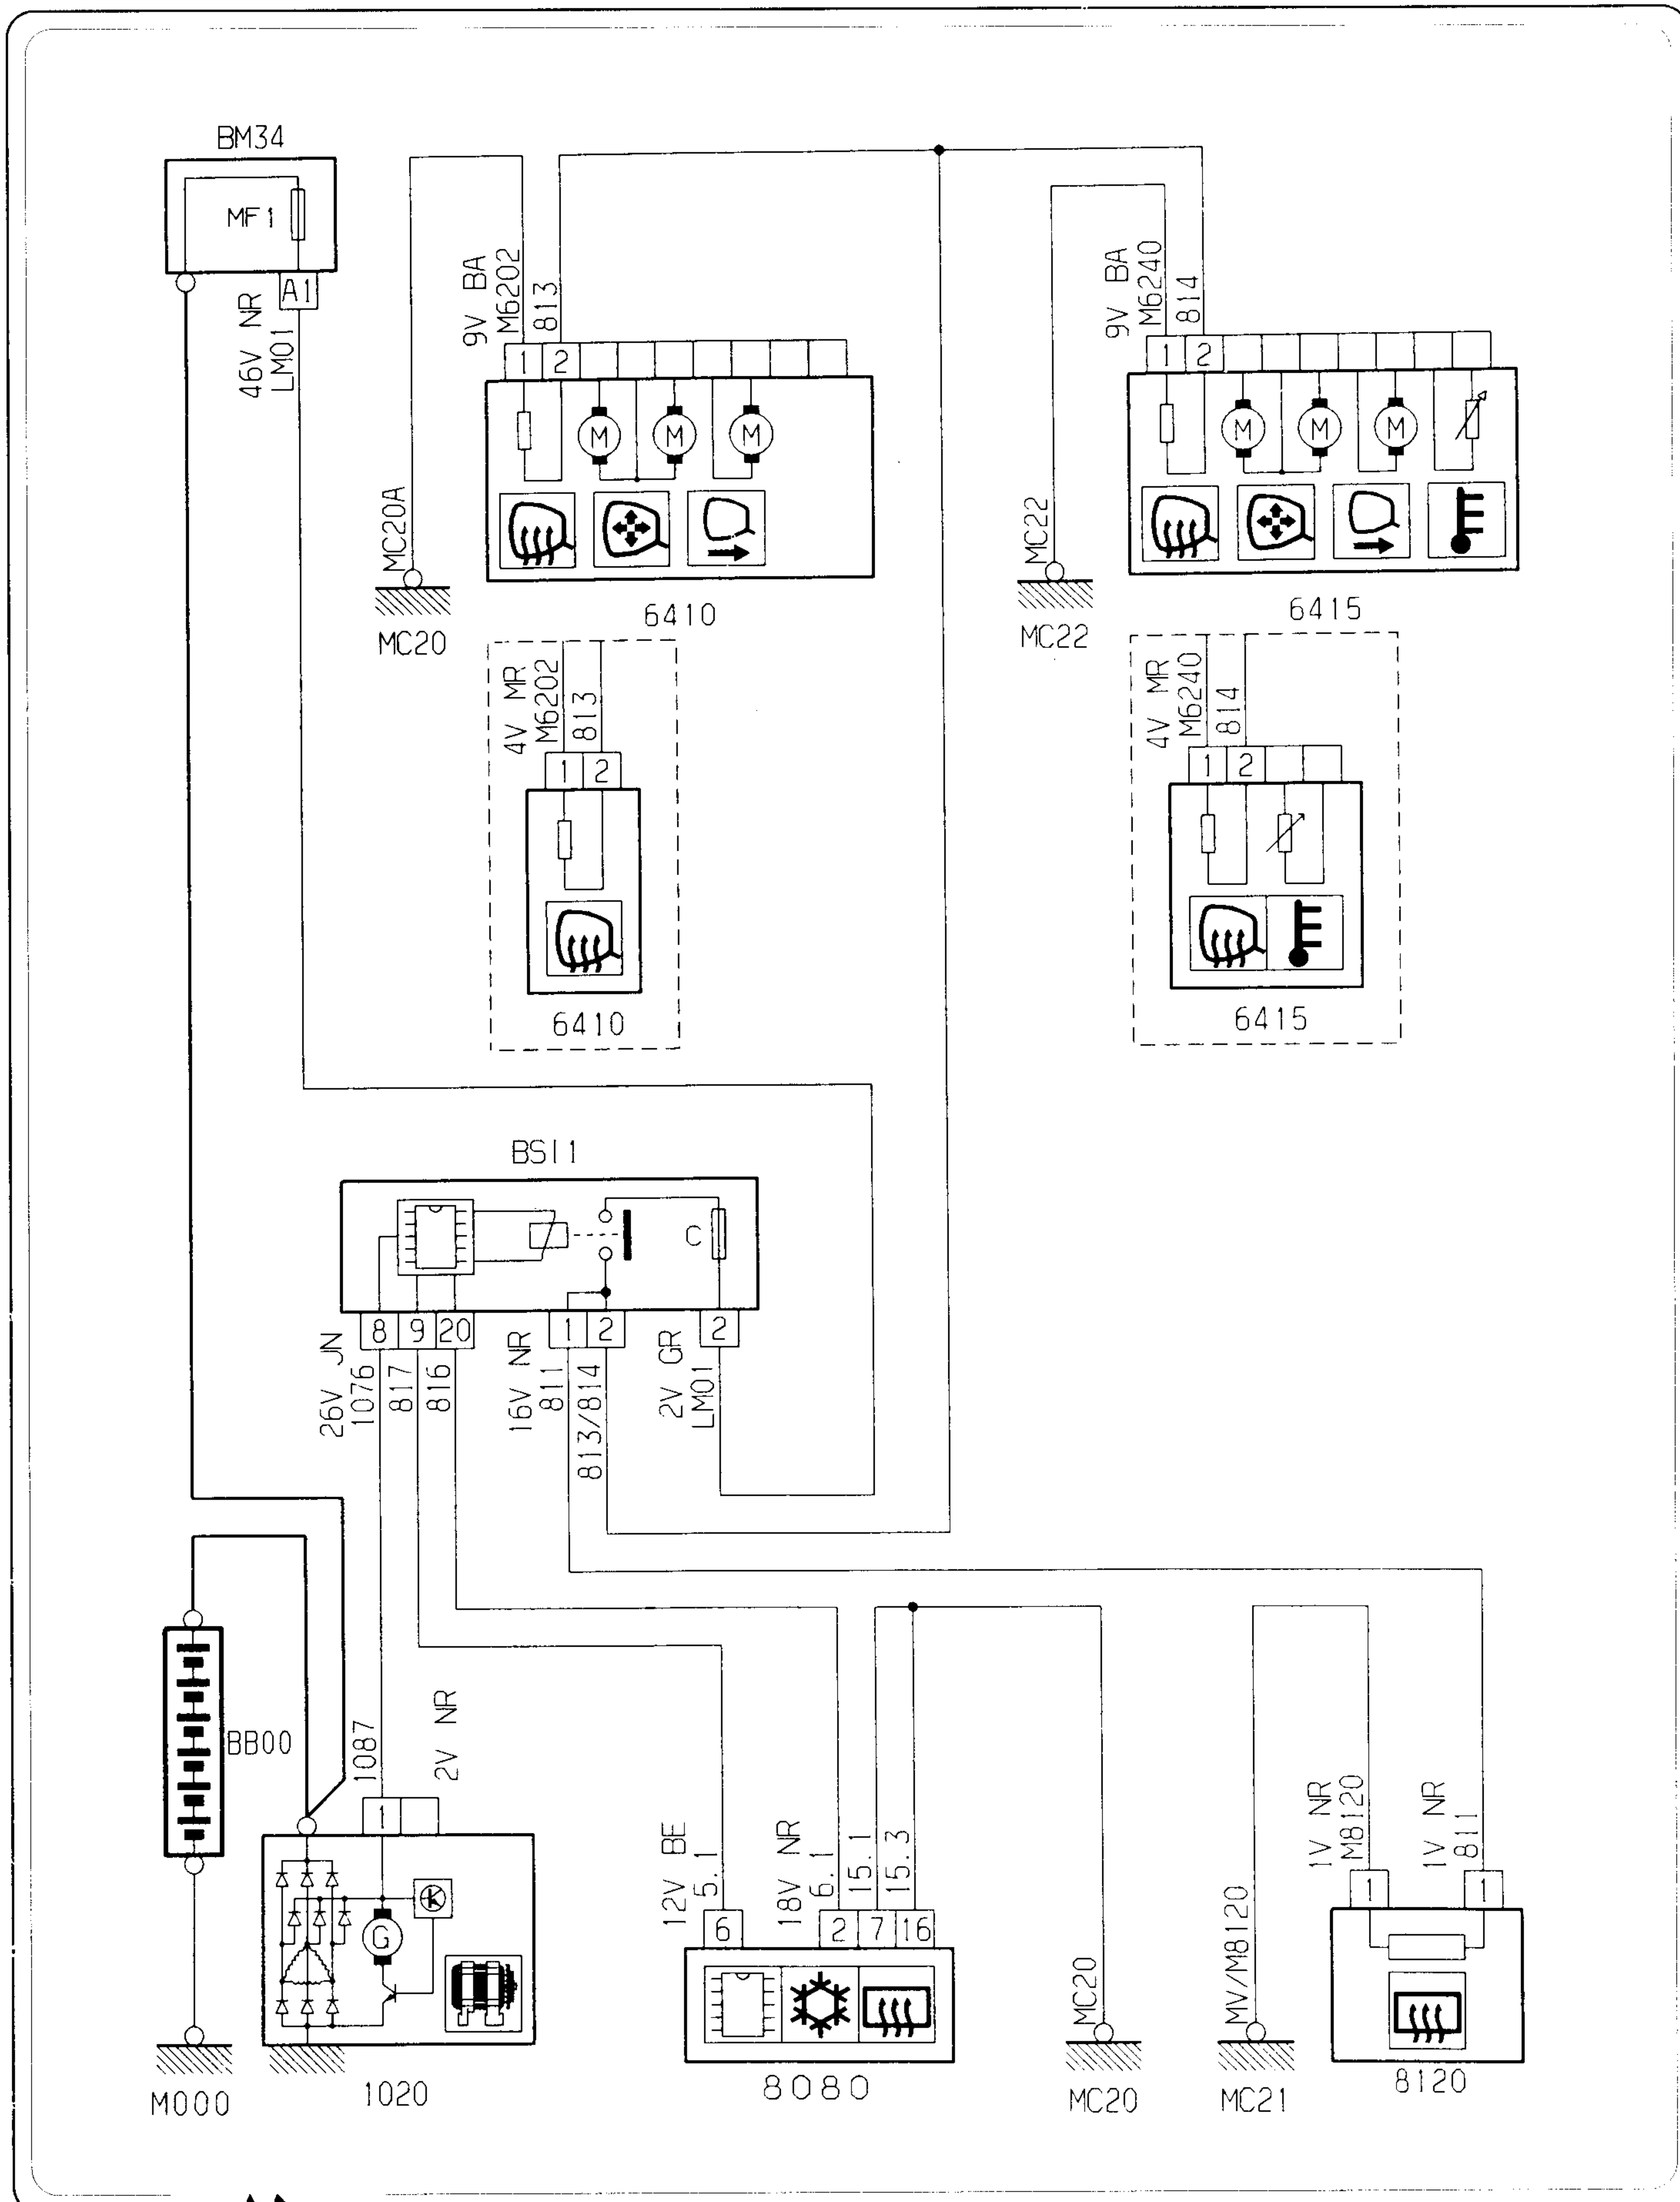 BM34
MF1
A1
46V NR
LM01
9V BA
M6202
813
1 2
M M M
MC20A
MC20
6410
9V BA
M6240
814
1 2
M M M
MC22
MC22
6415
4V MR
M6202
813
1 2
6410
4V MR
M6240
814
1 2
6415
BSI1
C
8 9 20
1 2
2
26V JN
1076
817
816
16V NR
811
813/814
2V GR
LM01
BB00
M000
1087
2V NR
1
G
1020
12V BE
5.1
18V NR
6.1
15.1
15.3
6
2 7 16
8080
MC20
MC20
MV/M8120
MC21
1V NR
M8120
1V NR
811
1
1
8120